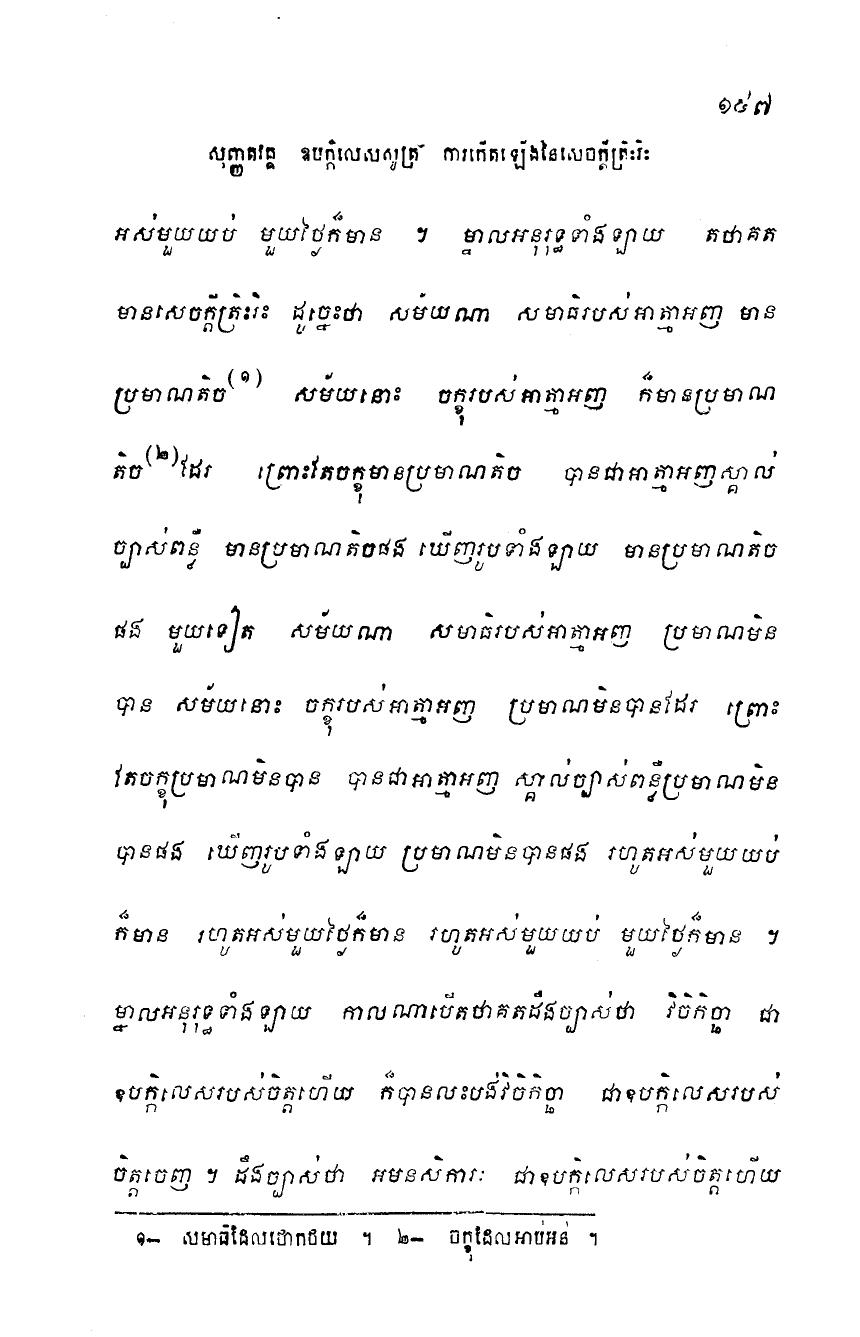 ១៩៧
សុញ្ញតវគ្គ ឧបក្កិលេសសូត្រ ការកើតឡើងនៃសេចក្តីត្រិះរិះ
អស់មួយយប់ មួយថ្ងៃក៏មាន ។ ម្នាលអនុរុទ្ធទាំងឡាយ តថាគត
មានសេចក្តីត្រិះរិះ ដូច្នេះថា សម័យណា សមាធិរបស់អាត្មាអញ មាន
ប្រមាណតិច(១) សម័យនោះ ចក្ខុរបស់អាត្មាអញ ក៏មានប្រមាណ
តិច(២)ដែរ ព្រោះតែចក្ខុមានប្រមាណតិច បានជាអាត្មាអញស្គាល់
ច្បាស់ពន្លឺ មានប្រមាណតិចផង ឃើញរូបទាំងឡាយ មានប្រមាណតិច
ផង មួយទៀត សម័យណា សមាធិរបស់អាត្មាអញ ប្រមាណមិន
បាន សម័យនោះ ចក្ខុរបស់អាត្មាអញ ប្រមាណមិនបានដែរ ព្រោះ
តែចក្ខុប្រមាណមិនបាន បានជាអាត្មាអញ ស្គាល់ច្បាស់ពន្លឺប្រមាណមិន
បានផង ឃើញរូបទាំងឡាយ ប្រមាណមិនបានផង រហូតអស់មួយយប់
ក៏មាន រហូតអស់មួយថ្ងៃក៏មាន រហូតអស់មួយយប់ មួយថ្ងៃក៏មាន ។
ម្នាលអនុរុទ្ធទាំងឡាយ កាលណាបើតថាគតដឹងច្បាស់ថា វិចិកិច្ឆា ជា
ឧបក្កិលេសរបស់ចិត្តហើយ ក៏បានលះបង់វិចិកិច្ឆា ជាឧបក្កិលេសរបស់
ចិត្តចេញ ។ ដឹងច្បាស់ថា អមនសិការៈ ជាឧបក្កិលេសរបស់ចិត្តហើយ
១– សមាធិដែលថោកថយ ។ ២– ចក្ខុដែលអាប់អន់ ។